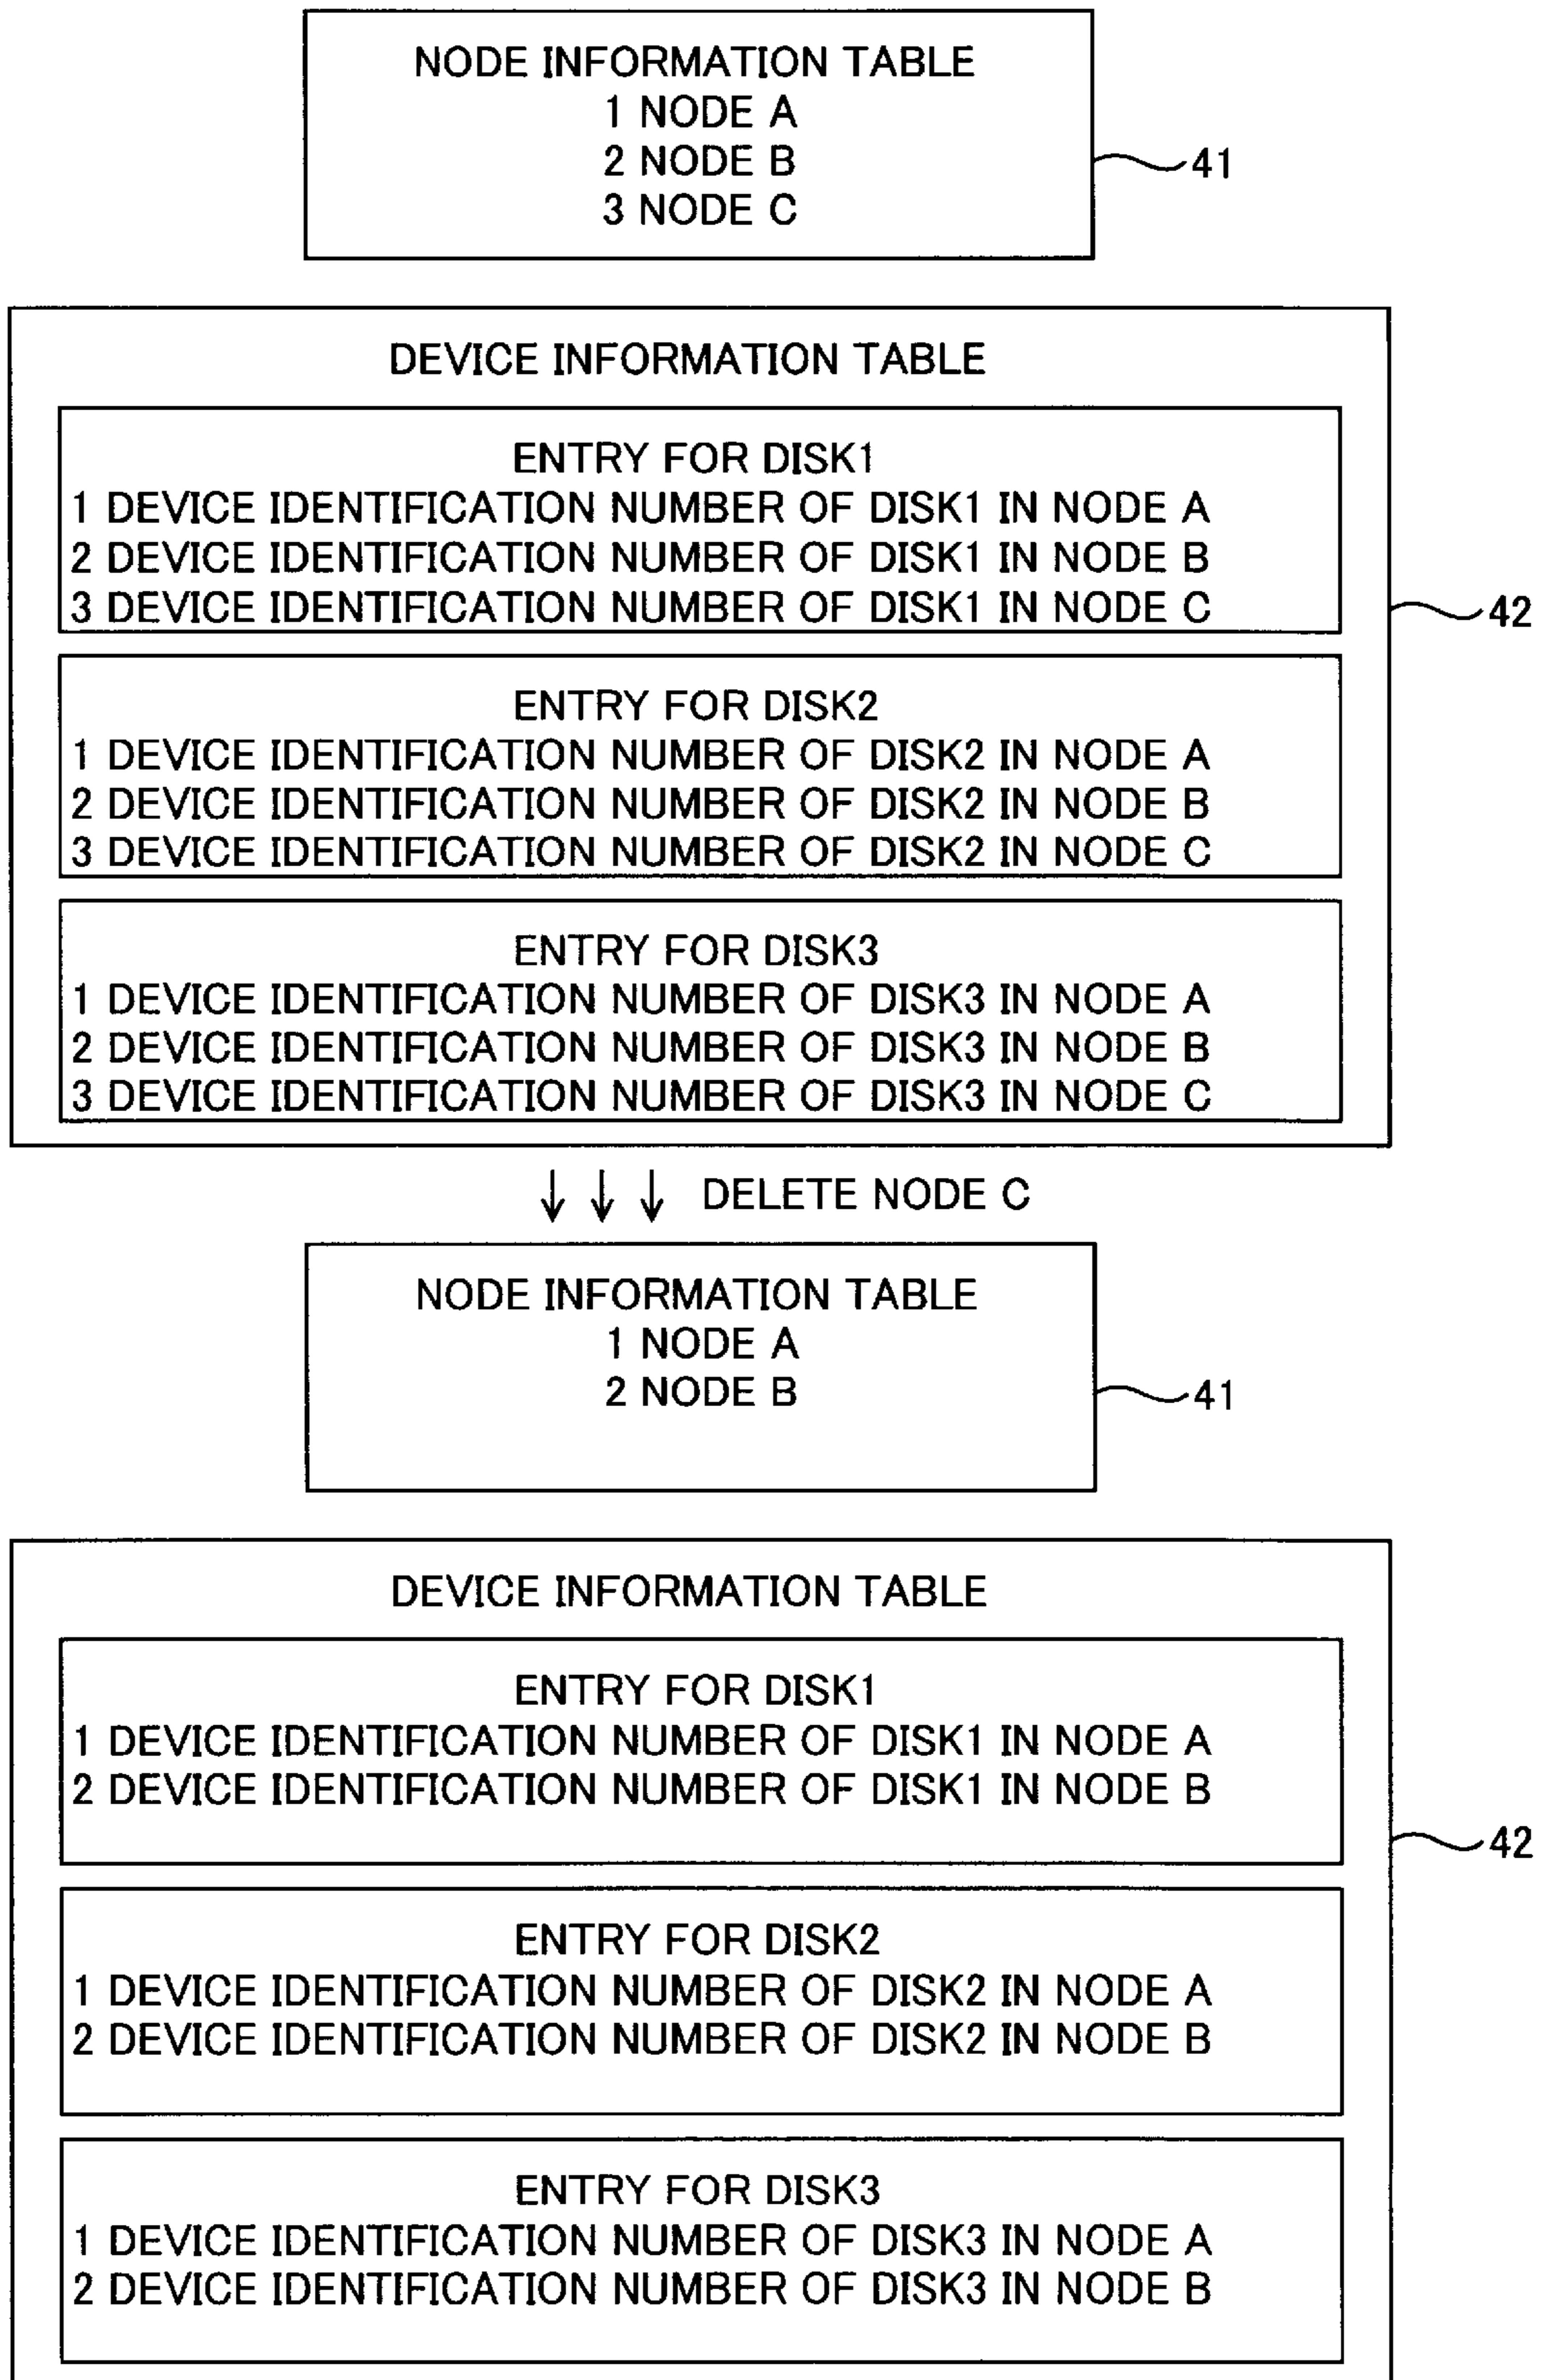 NODE INFORMATION TABLE
1 NODE A
2 NODE B
3 NODE C
41
DEVICE INFORMATION TABLE
ENTRY FOR DISK1
1 DEVICE IDENTIFICATION NUMBER OF DISK1 IN NODE A
2 DEVICE IDENTIFICATION NUMBER OF DISK1 IN NODE B
3 DEVICE IDENTIFICATION NUMBER OF DISK1 IN NODE C
42
ENTRY FOR DISK2
1 DEVICE IDENTIFICATION NUMBER OF DISK2 IN NODE A
2 DEVICE IDENTIFICATION NUMBER OF DISK2 IN NODE B
3 DEVICE IDENTIFICATION NUMBER OF DISK2 IN NODE C
ENTRY FOR DISK3
1 DEVICE IDENTIFICATION NUMBER OF DISK3 IN NODE A
2 DEVICE IDENTIFICATION NUMBER OF DISK3 IN NODE B
3 DEVICE IDENTIFICATION NUMBER OF DISK3 IN NODE C
↓ ↓ ↓ DELETE NODE C
NODE INFORMATION TABLE
1 NODE A
2 NODE B
41
DEVICE INFORMATION TABLE
ENTRY FOR DISK1
1 DEVICE IDENTIFICATION NUMBER OF DISK1 IN NODE A
2 DEVICE IDENTIFICATION NUMBER OF DISK1 IN NODE B
42
ENTRY FOR DISK2
1 DEVICE IDENTIFICATION NUMBER OF DISK2 IN NODE A
2 DEVICE IDENTIFICATION NUMBER OF DISK2 IN NODE B
ENTRY FOR DISK3
1 DEVICE IDENTIFICATION NUMBER OF DISK3 IN NODE A
2 DEVICE IDENTIFICATION NUMBER OF DISK3 IN NODE B